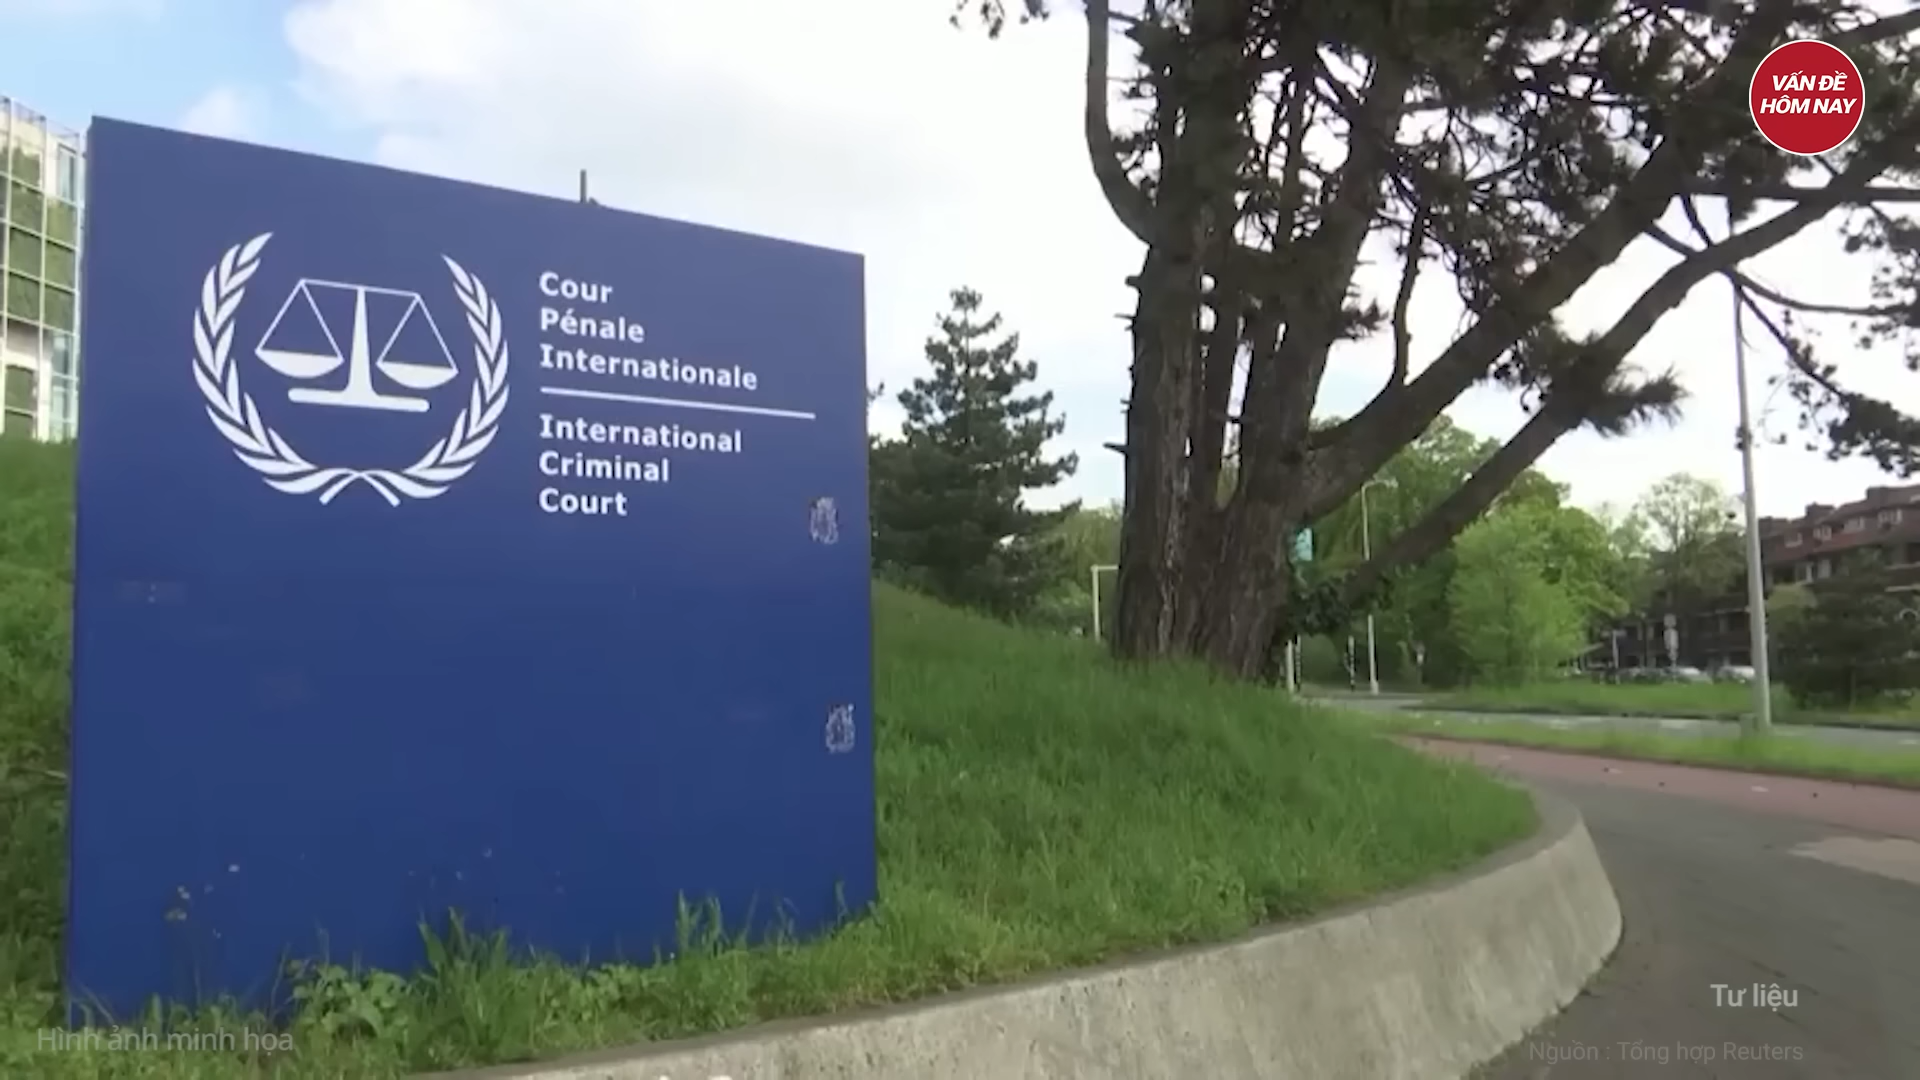 VẤN ĐỀ
HÔM NAY
Cour
Pénale
Internationale
International
Criminal
Court
Tư liệu
Hình ảnh minh họa
Nguồn : Tổng hợp Reuters